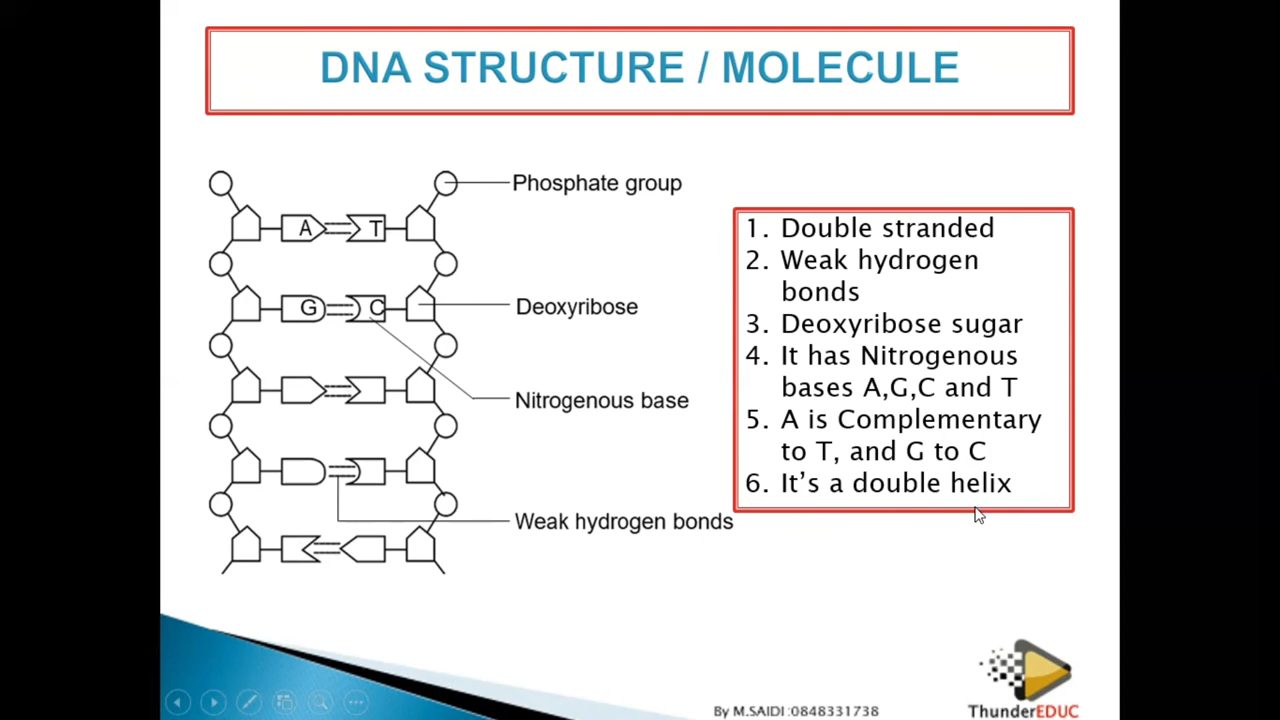 DNA STRUCTURE / MOLECULE
Phosphate group
A T
G C
Deoxyribose
Nitrogenous base
Weak hydrogen bonds
1. Double stranded
2. Weak hydrogen
bonds
3. Deoxyribose sugar
4. It has Nitrogenous
bases A,G,C and T
5. A is Complementary
to T, and G to C
6. It's a double helix
By M.SAIDI :0848331738
ThunderEDUC